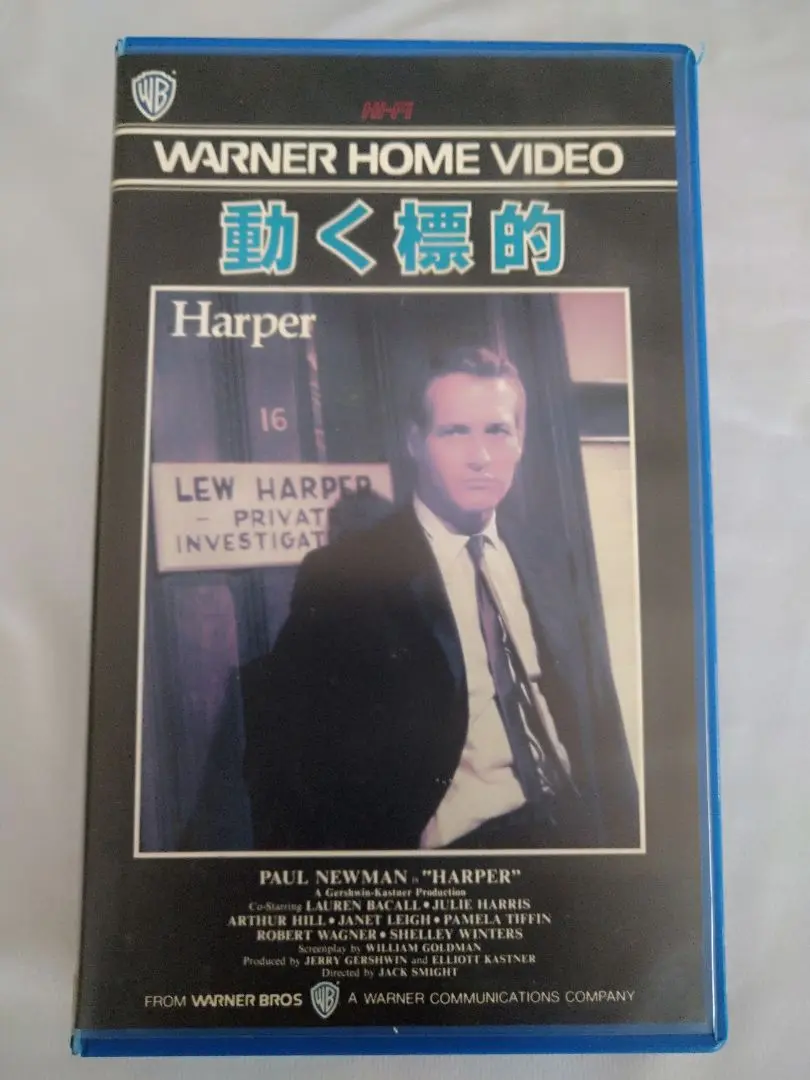 WB
HI-FI
WARNER HOME VIDEO
動く標的
Harper
16
LEW HARPER
- PRIVAT
INVESTIGAT
PAUL NEWMAN is "HARPER"
A Gershwin-Kastner Production
Co-Starring LAUREN BACALL • JULIE HARRIS
ARTHUR HILL • JANET LEIGH • PAMELA TIFFIN
ROBERT WAGNER • SHELLEY WINTERS
Screenplay by WILLIAM GOLDMAN
Produced by JERRY GERSHWIN and ELLIOTT KASTNER
Directed by JACK SMIGHT
FROM WARNER BROS WB A WARNER COMMUNICATIONS COMPANY